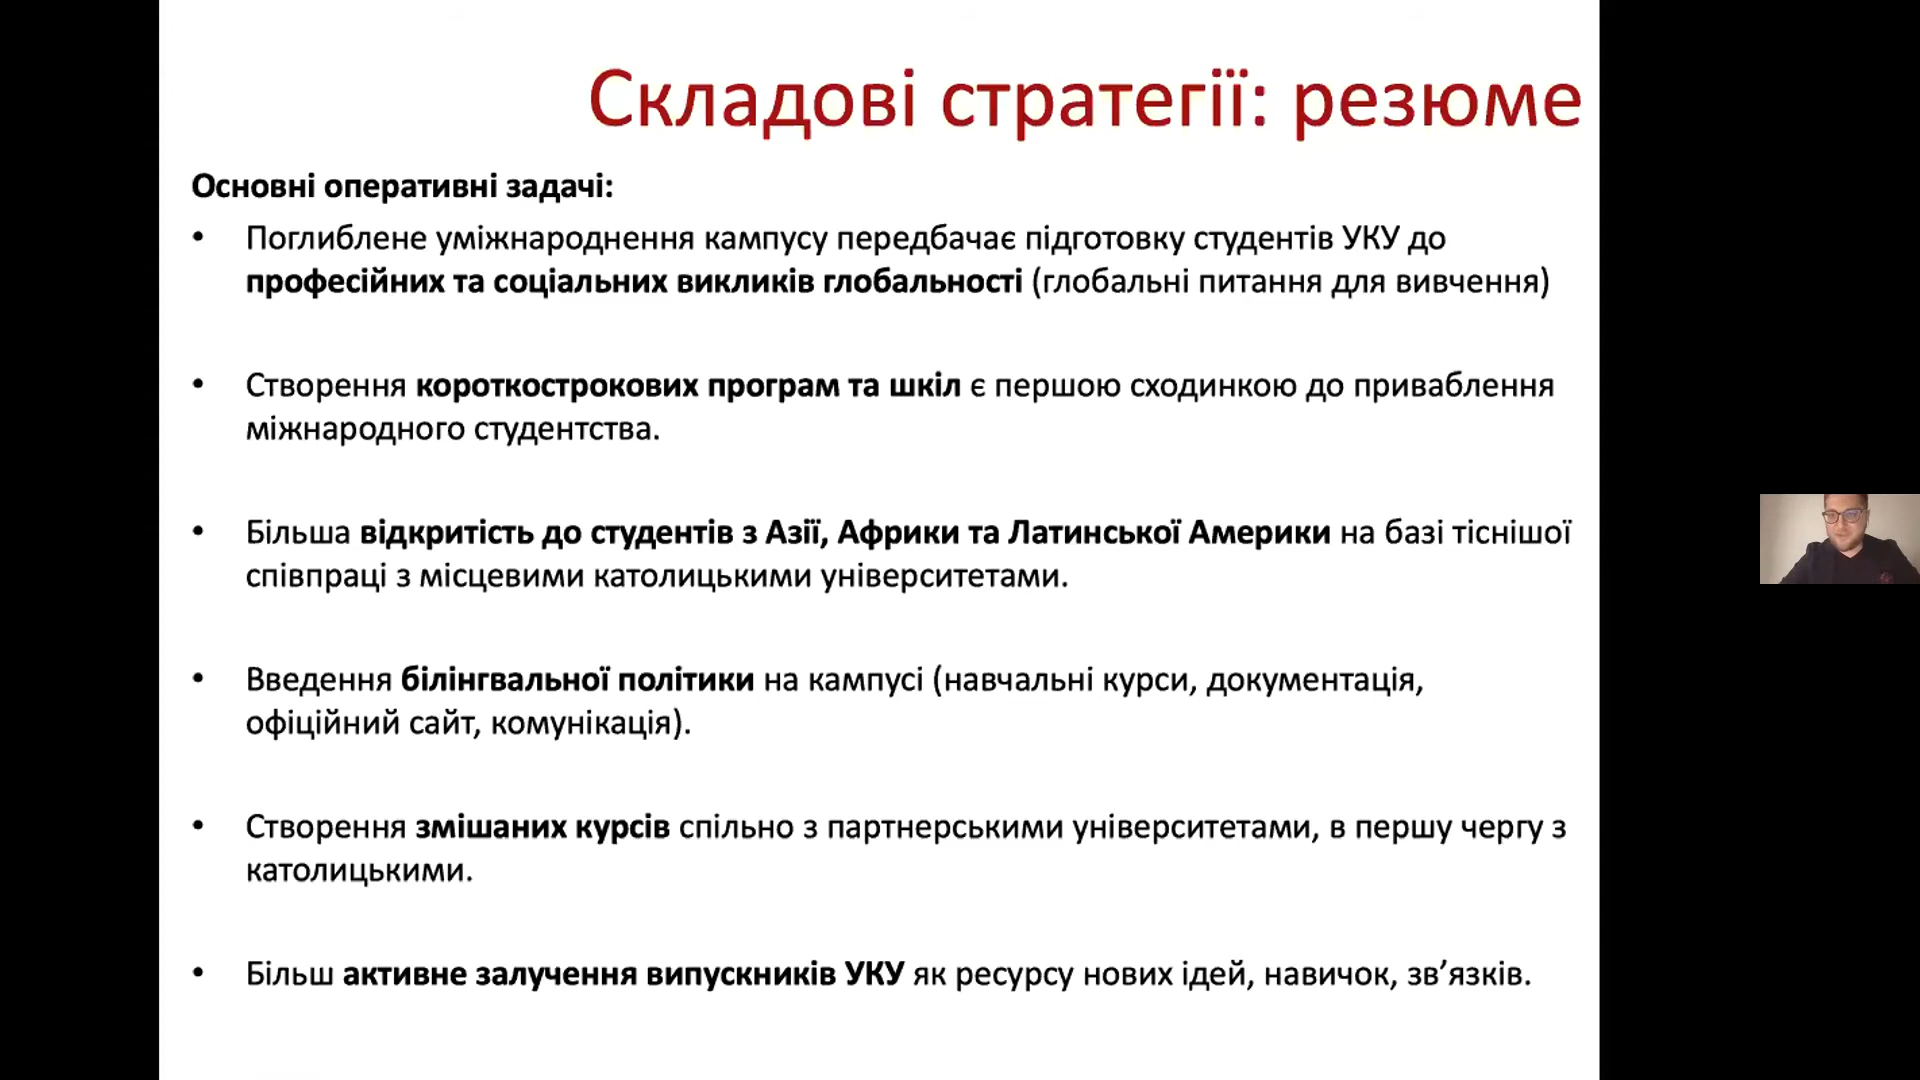 Складові стратегії: резюме
Основні оперативні задачі:
• Поглиблене уміжнароднення кампусу передбачає підготовку студентів УКУ до
професійних та соціальних викликів глобальності (глобальні питання для вивчення)
• Створення короткострокових програм та шкіл є першою сходинкою до приваблення
міжнародного студентства.
• Більша відкритість до студентів з Азії, Африки та Латинської Америки на базі тіснішої
співпраці з місцевими католицькими університетами.
• Введення білінгвальної політики на кампусі (навчальні курси, документація,
офіційний сайт, комунікація).
• Створення змішаних курсів спільно з партнерськими університетами, в першу чергу з
католицькими.
• Більш активне залучення випускників УКУ як ресурсу нових ідей, навичок, зв’язків.